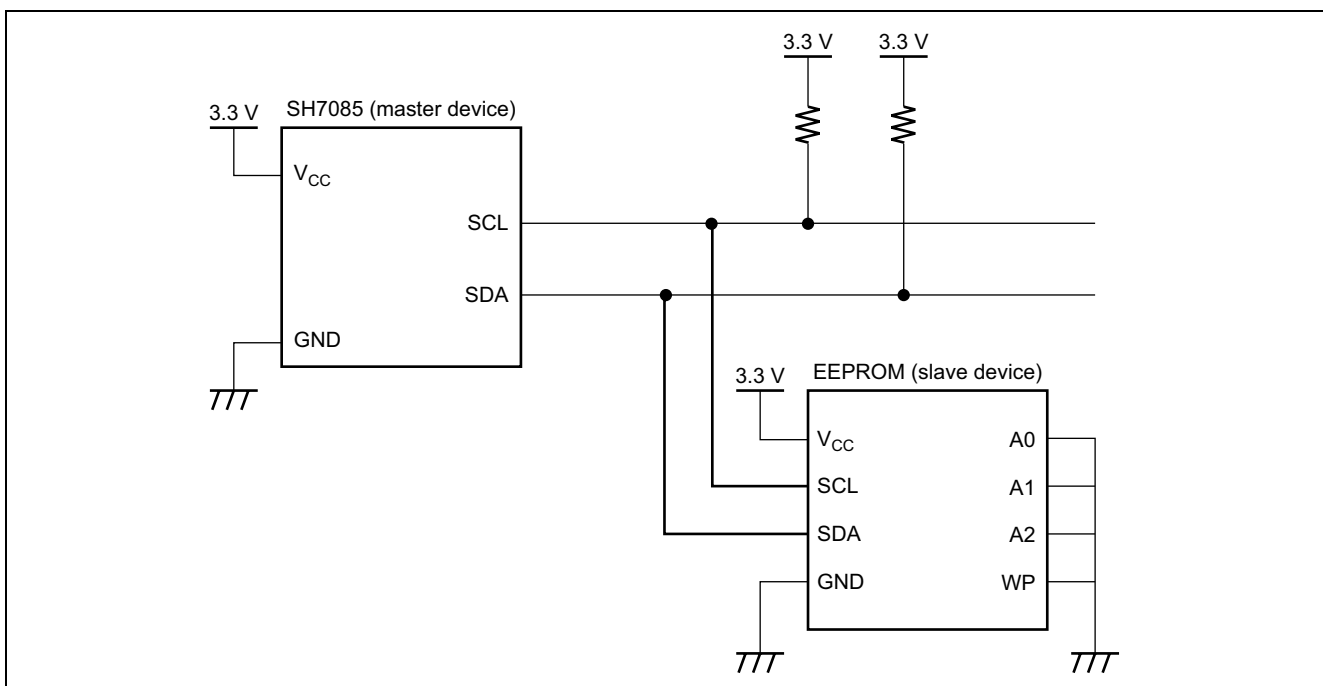 3.3 V 3.3 V
3.3 V
SH7085 (master device)
VCC
SCL
SDA
GND
3.3 V
EEPROM (slave device)
VCC
SCL
SDA
GND
A0
A1
A2
WP